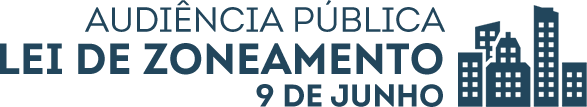 AUDIÊNCIA PÚBLICA
LEI DE ZONEAMENTO
9 DE JUNHO